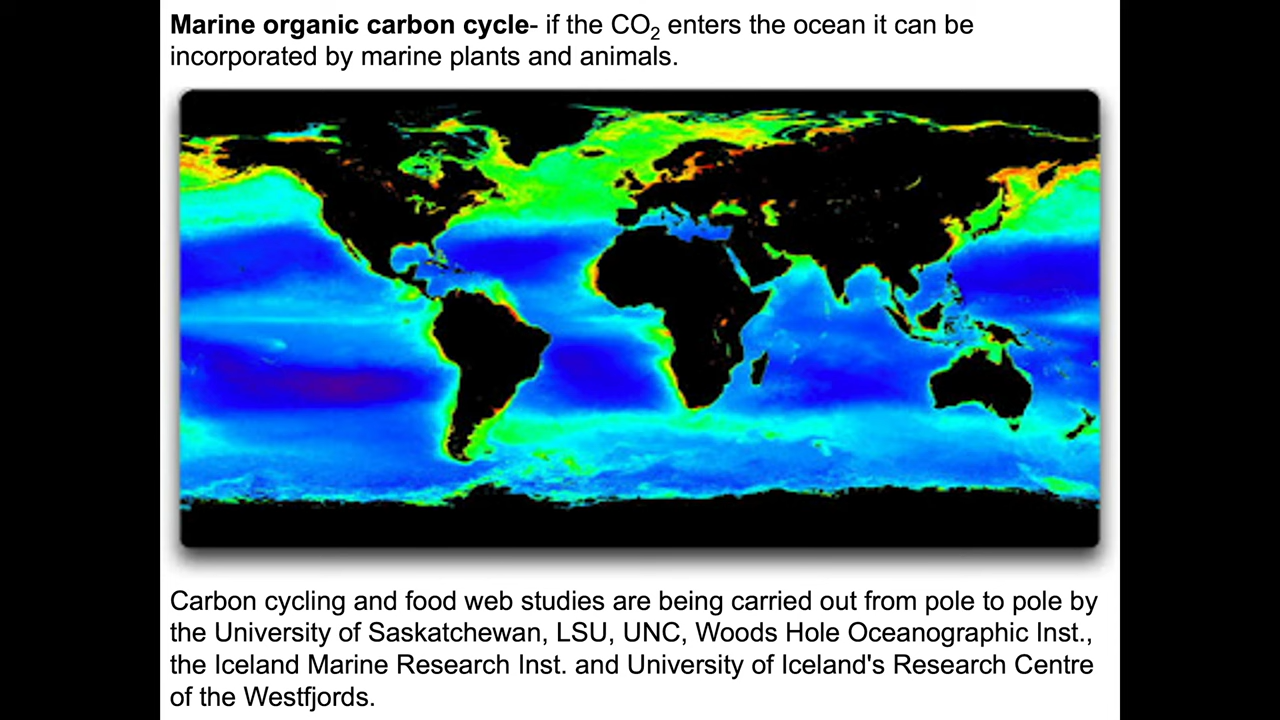 Marine organic carbon cycle- if the CO₂ enters the ocean it can be
incorporated by marine plants and animals.
Carbon cycling and food web studies are being carried out from pole to pole by
the University of Saskatchewan, LSU, UNC, Woods Hole Oceanographic Inst.,
the Iceland Marine Research Inst. and University of Iceland's Research Centre
of the Westfjords.